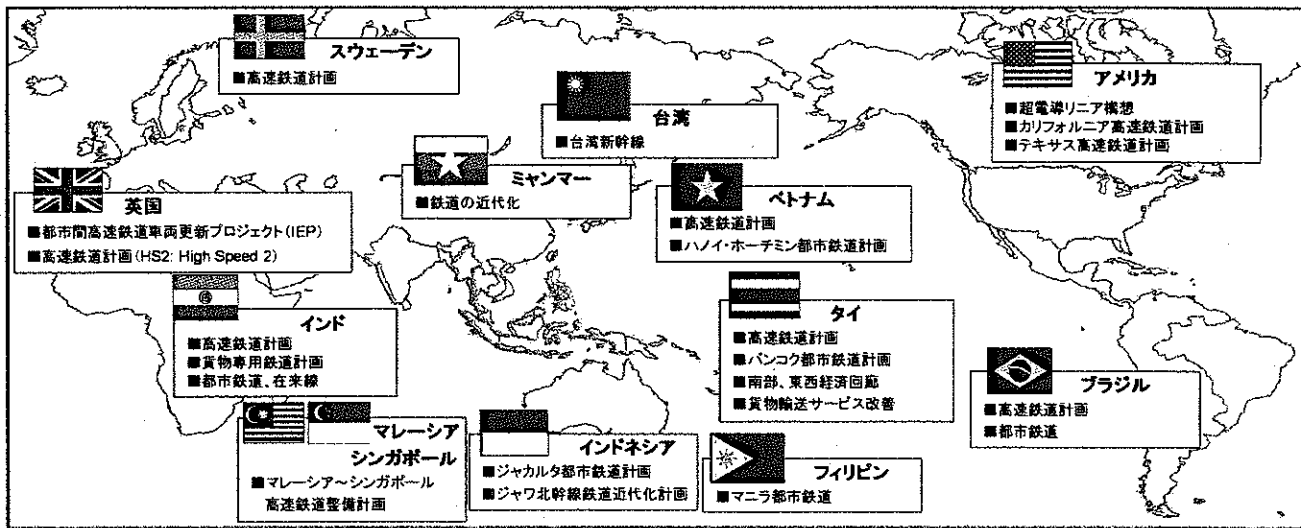 スウェーデン
■高速鉄道計画
台湾
■台湾新幹線
アメリカ
■超電導リニア構想
■カリフォルニア高速鉄道計画
■テキサス高速鉄道計画
ミャンマー
■鉄道の近代化
ベトナム
■高速鉄道計画
■ハノイ・ホーチミン都市鉄道計画
英国
■都市間高速鉄道車両更新プロジェクト(IEP)
■高速鉄道計画(HS2: High Speed 2)
インド
■高速鉄道計画
■貨物専用鉄道計画
■都市鉄道、在来線
タイ
■高速鉄道計画
■バンコク都市鉄道計画
■南部、東西経済回廊
■貨物輸送サービス改善
ブラジル
■高速鉄道計画
■都市鉄道
マレーシア
シンガポール
■マレーシア～シンガポール
高速鉄道整備計画
インドネシア
■ジャカルタ都市鉄道計画
■ジャワ北幹線鉄道近代化計画
フィリピン
■マニラ都市鉄道